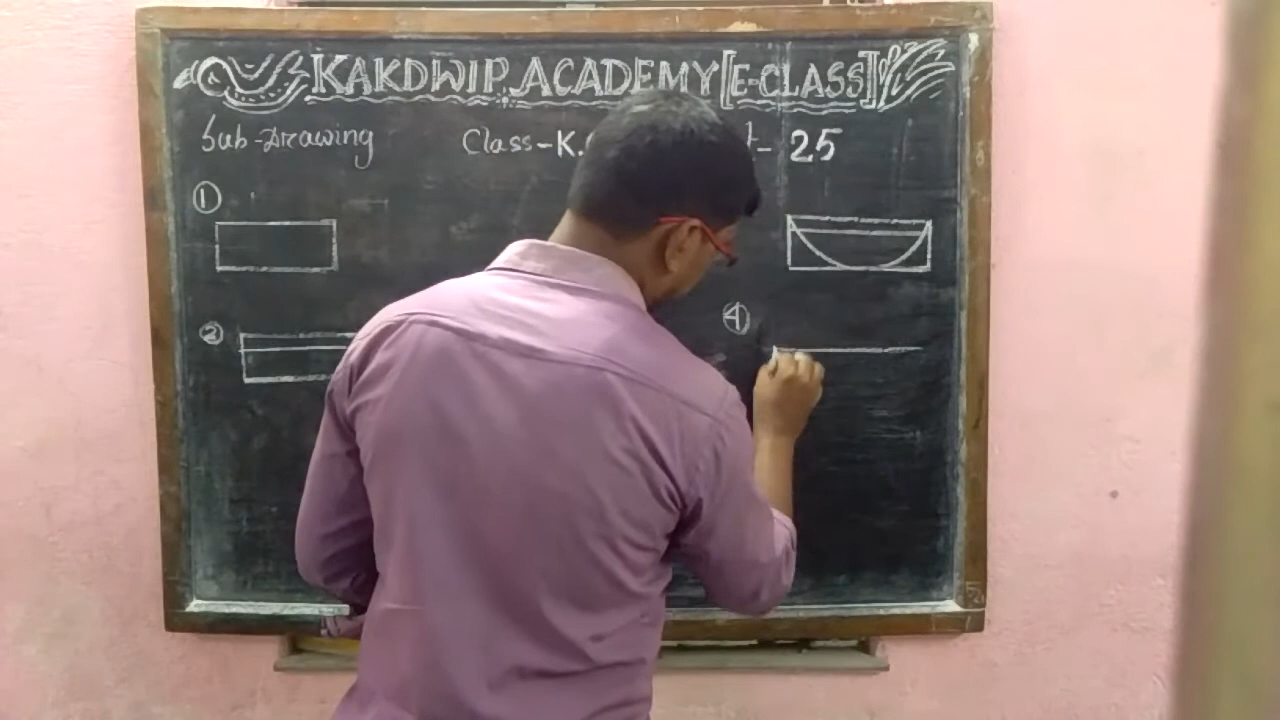 KAKDWIP ACADEMY [E-CLASS]
Sub-Drawing Class-K. - 25
①
②
④